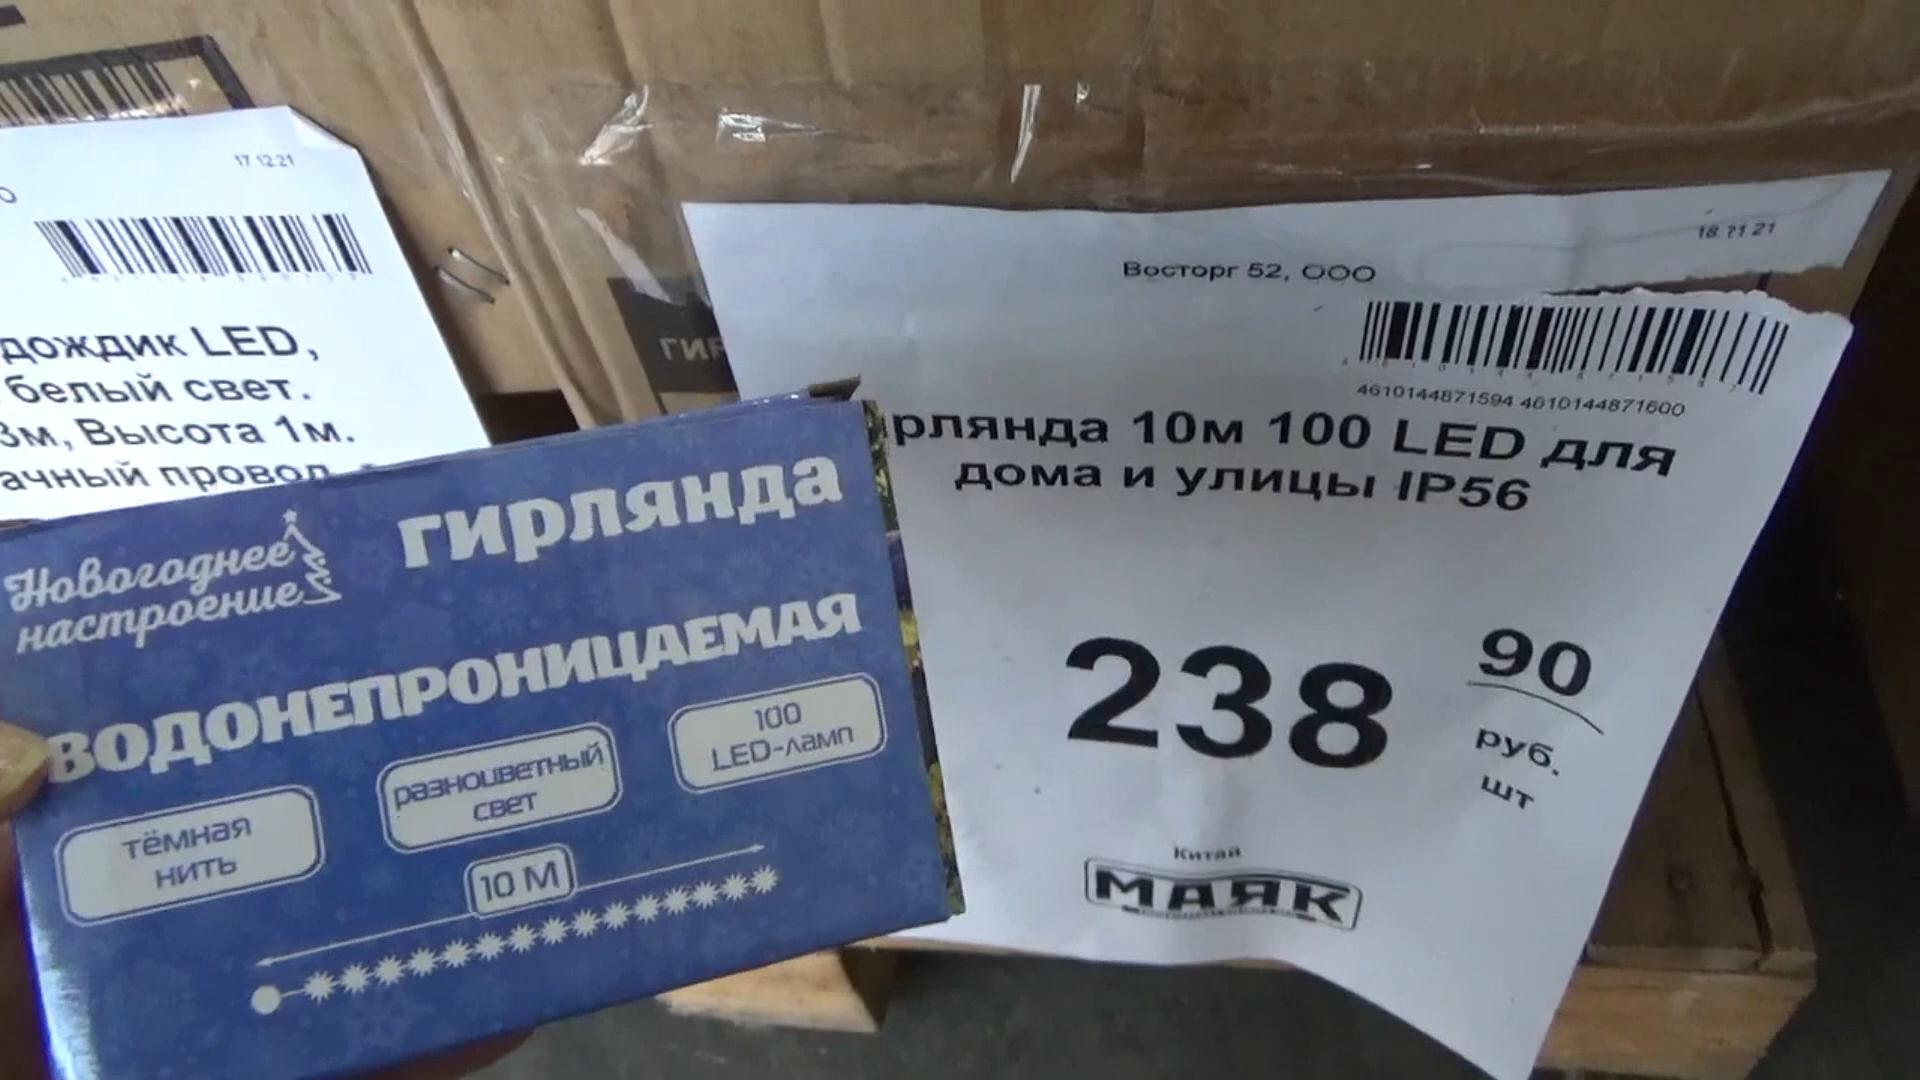 17.12.21
дождик LED,
белый свет.
3м, Высота 1м.
ачный провод
18 21
Восторг 52, ООО
4610144871594 4610144871600
ГИР
ирлянда 10м 100 LED для
дома и улицы IP56
238 90
руб.
шт
Китай
МАЯК
Новогоднее
настроение
гирлянда
ВОДОНЕПРОНИЦАЕМАЯ
тёмная
нить
разноцветный
свет
100
LED-ламп
10 М